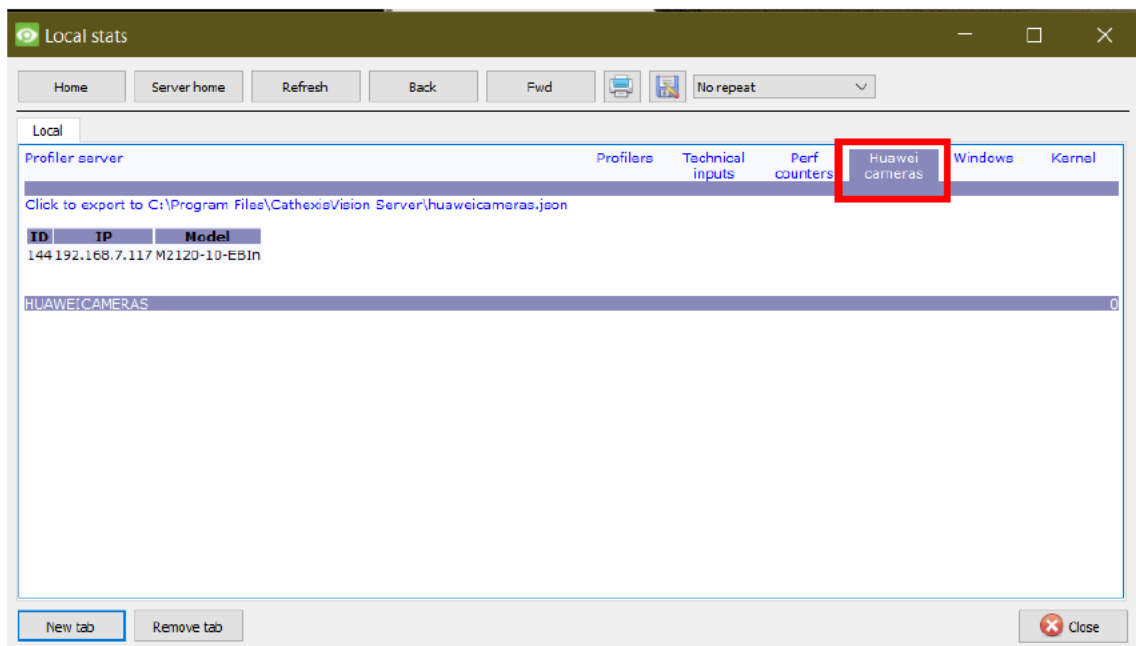 Local stats
Home Server home Refresh Back Fwd No repeat
Local
Profiler server Profilers Technical inputs Perf counters Huawei cameras Windows Kernel
Click to export to C:\Program Files\CathexisVision Server\huaweicameras.json
ID IP Model
144 192.168.7.117 M2120-10-EBIn
HUAWEICAMERAS 0
New tab Remove tab Close